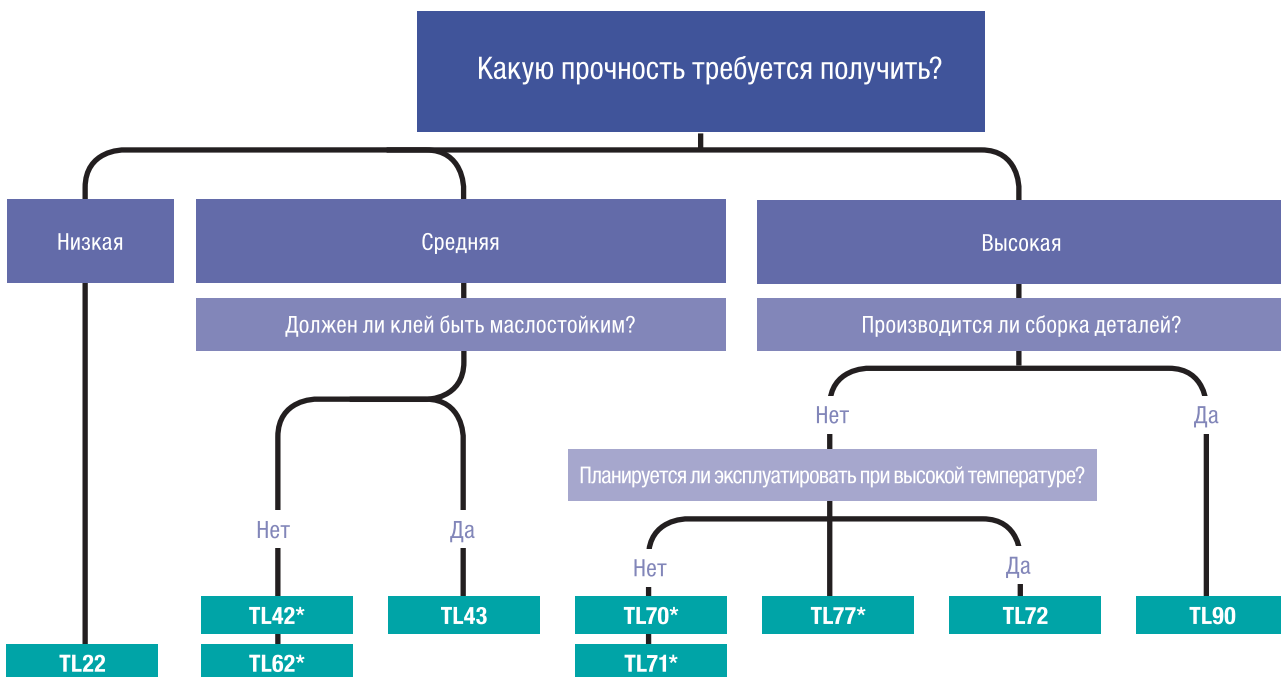 Какую прочность требуется получить?
Низкая
Средняя
Высокая
Должен ли клей быть маслостойким?
Производится ли сборка деталей?
Нет
Да
Планируется ли эксплуатировать при высокой температуре?
Нет
Да
Нет
Да
TL42*
TL43
TL70*
TL77*
TL72
TL90
TL22
TL62*
TL71*